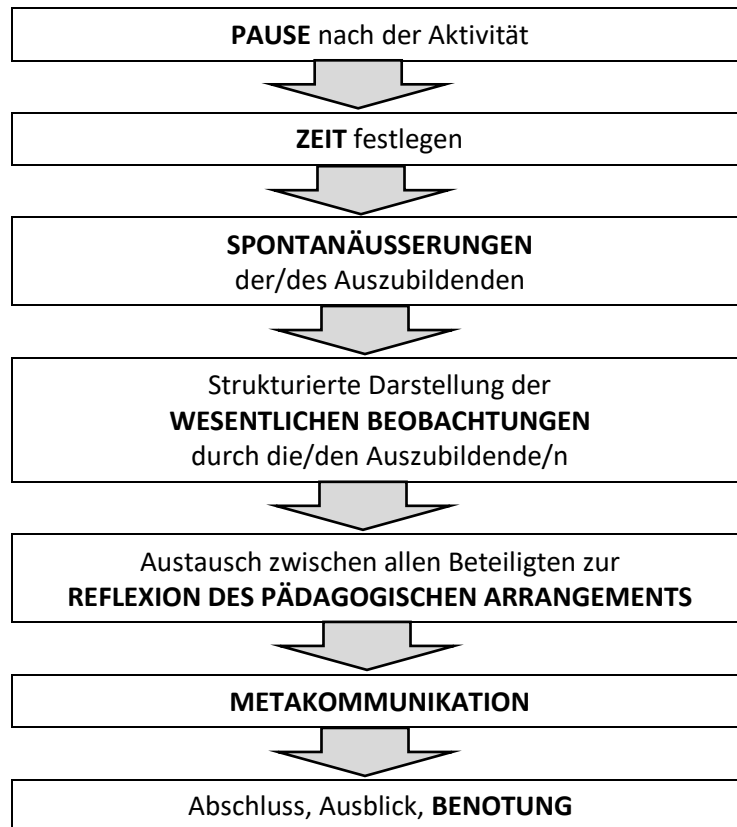 PAUSE nach der Aktivität
ZEIT festlegen
SPONTANÄUSSERUNGEN
der/des Auszubildenden
Strukturierte Darstellung der
WESENTLICHEN BEOBACHTUNGEN
durch die/den Auszubildende/n
Austausch zwischen allen Beteiligten zur
REFLEXION DES PÄDAGOGISCHEN ARRANGEMENTS
METAKOMMUNIKATION
Abschluss, Ausblick, BENOTUNG